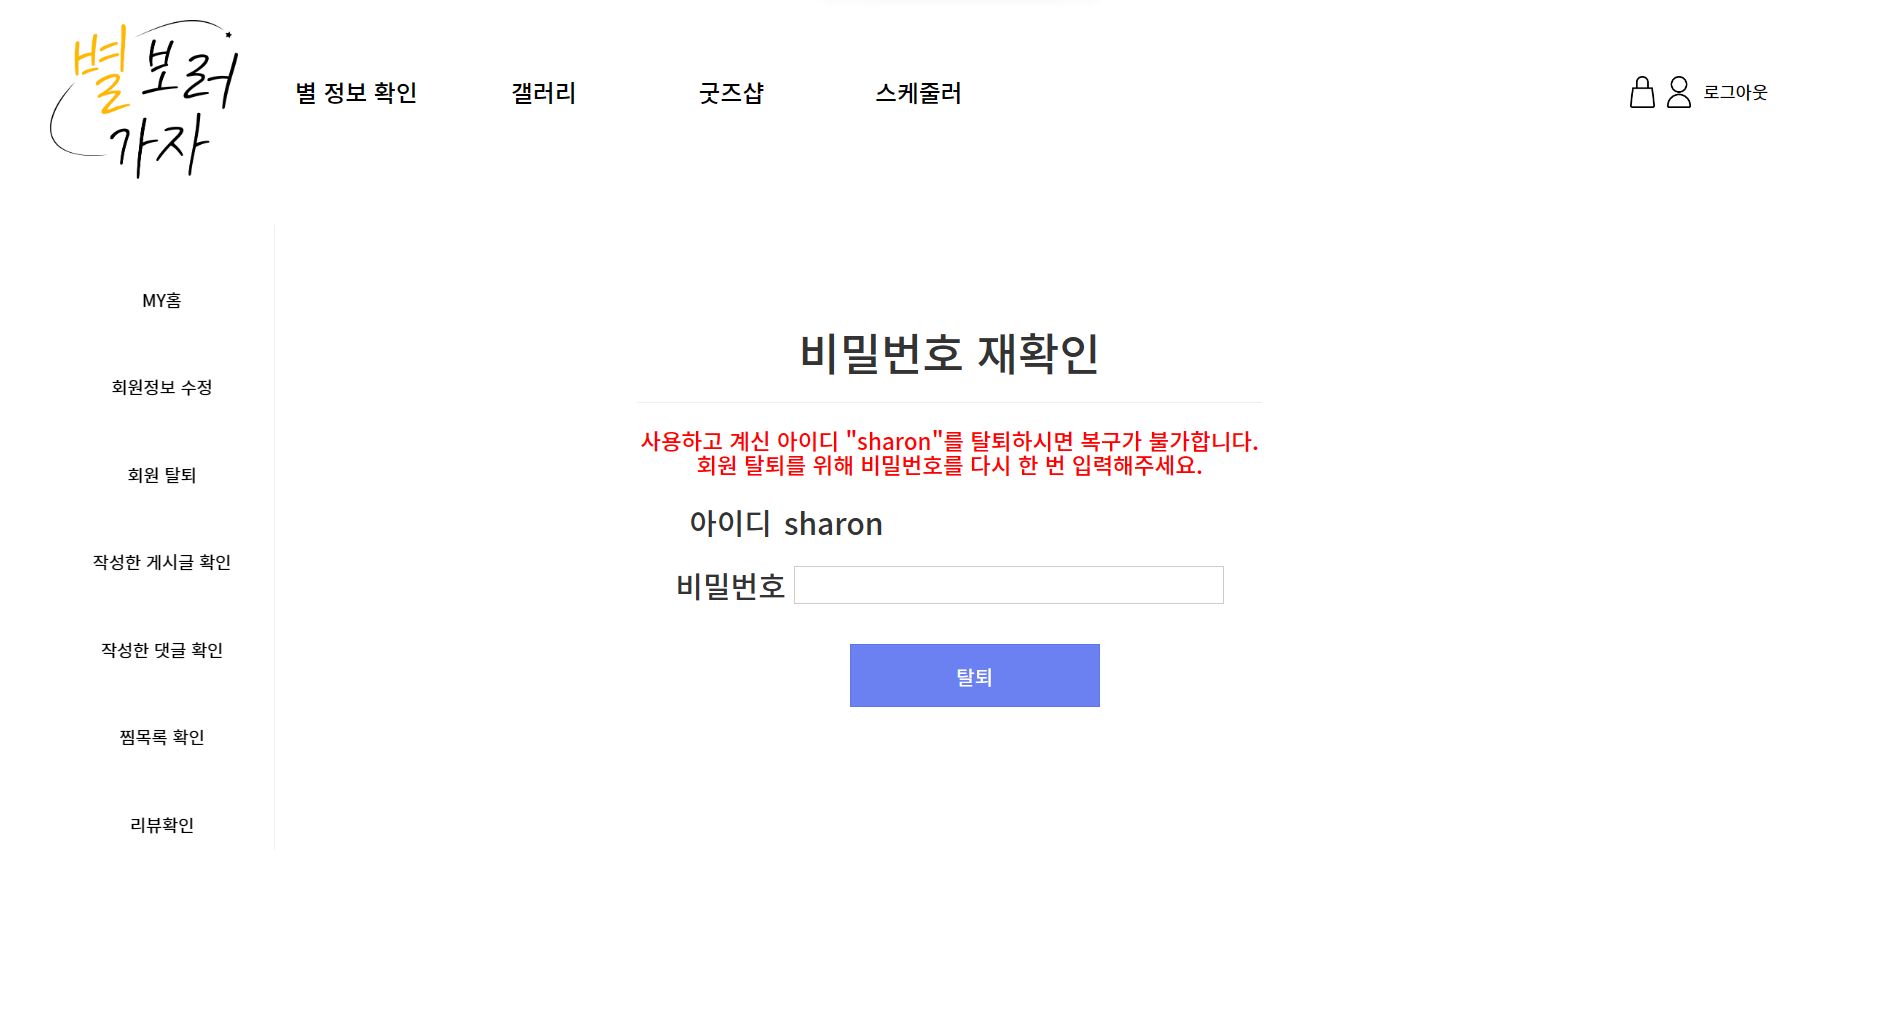 별 보러
가자
별 정보 확인
갤러리
굿즈샵
스케줄러
로그아웃
MY홈
회원정보 수정
회원 탈퇴
작성한 게시글 확인
작성한 댓글 확인
찜목록 확인
리뷰확인
비밀번호 재확인
사용하고 계신 아이디 "sharon"를 탈퇴하시면 복구가 불가합니다.
회원 탈퇴를 위해 비밀번호를 다시 한 번 입력해주세요.
아이디 sharon
비밀번호
탈퇴